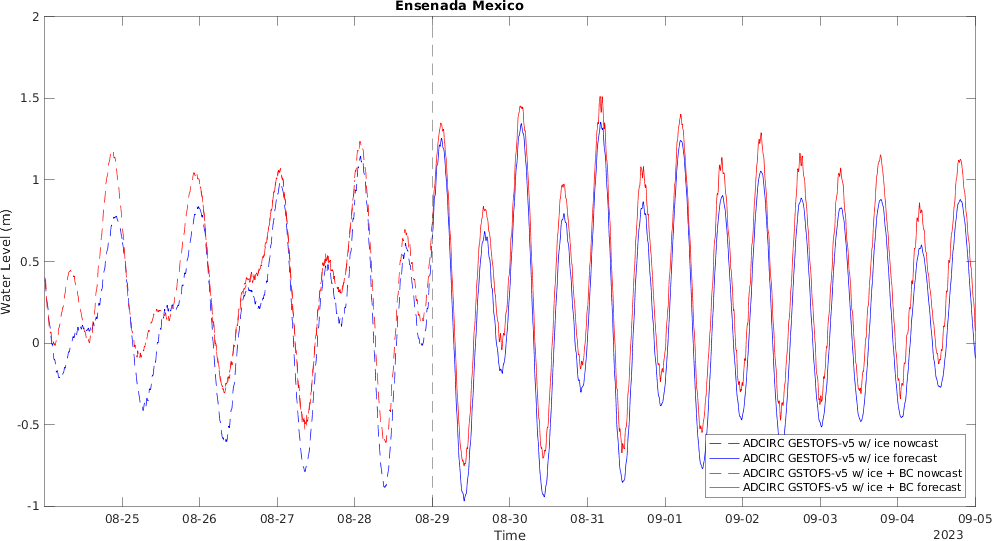 Ensenada Mexico
2
1.5
1
0.5
0
-0.5
-1
Water Level (m)
08-25 08-26 08-27 08-28 08-29 08-30 08-31 09-01 09-02 09-03 09-04 09-05
Time
2023
ADCIRC GESTOFS-v5 w/ ice nowcast
ADCIRC GESTOFS-v5 w/ ice forecast
ADCIRC GSTOFS-v5 w/ ice + BC nowcast
ADCIRC GSTOFS-v5 w/ ice + BC forecast